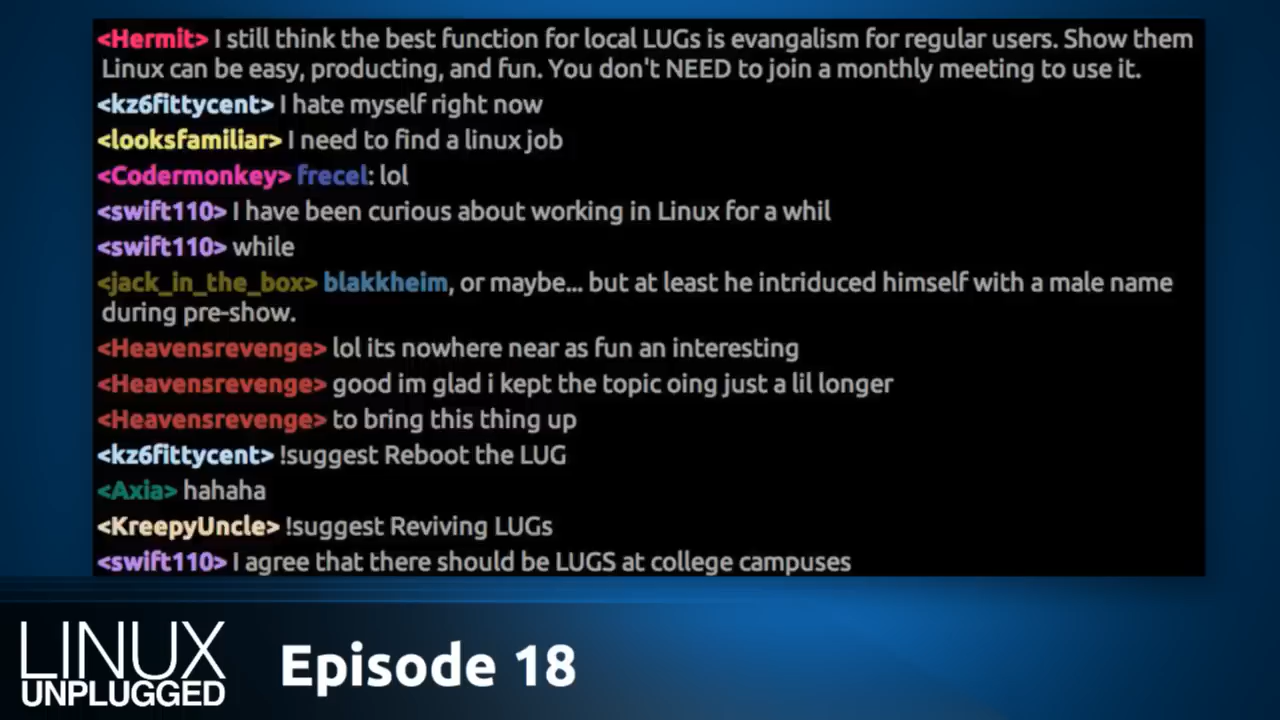 <Hermit> I still think the best function for local LUGs is evangalism for regular users. Show them
Linux can be easy, producting, and fun. You don't NEED to join a monthly meeting to use it.
<kz6fittycent> I hate myself right now
<looksfamiliar> I need to find a linux job
<Codermonkey> frecel: lol
<swift110> I have been curious about working in Linux for a whil
<swift110> while
<jack_in_the_box> blakkheim, or maybe... but at least he intriduced himself with a male name
during pre-show.
<Heavensrevenge> lol its nowhere near as fun an interesting
<Heavensrevenge> good im glad i kept the topic oing just a lil longer
<Heavensrevenge> to bring this thing up
<kz6fittycent> !suggest Reboot the LUG
<Axia> hahaha
<KreepyUncle> !suggest Reviving LUGs
<swift110> I agree that there should be LUGS at college campuses
LINUX
UNPLUGGED
Episode 18